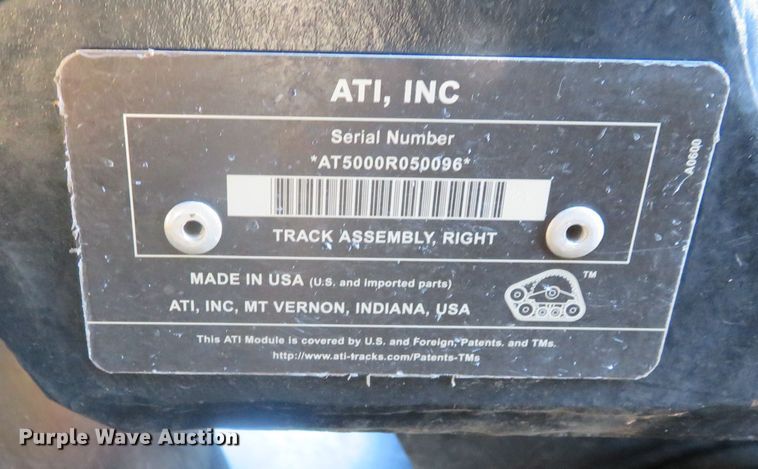 ATI, INC
Serial Number
*AT5000R050096*
TRACK ASSEMBLY, RIGHT
A0600
MADE IN USA (U.S. and imported parts)
TM
ATI, INC, MT VERNON, INDIANA, USA
This ATI Module is covered by U.S. and Foreign, Patents. and TMs.
http://www.ati-tracks.com/Patents-TMs
Purple Wave Auction